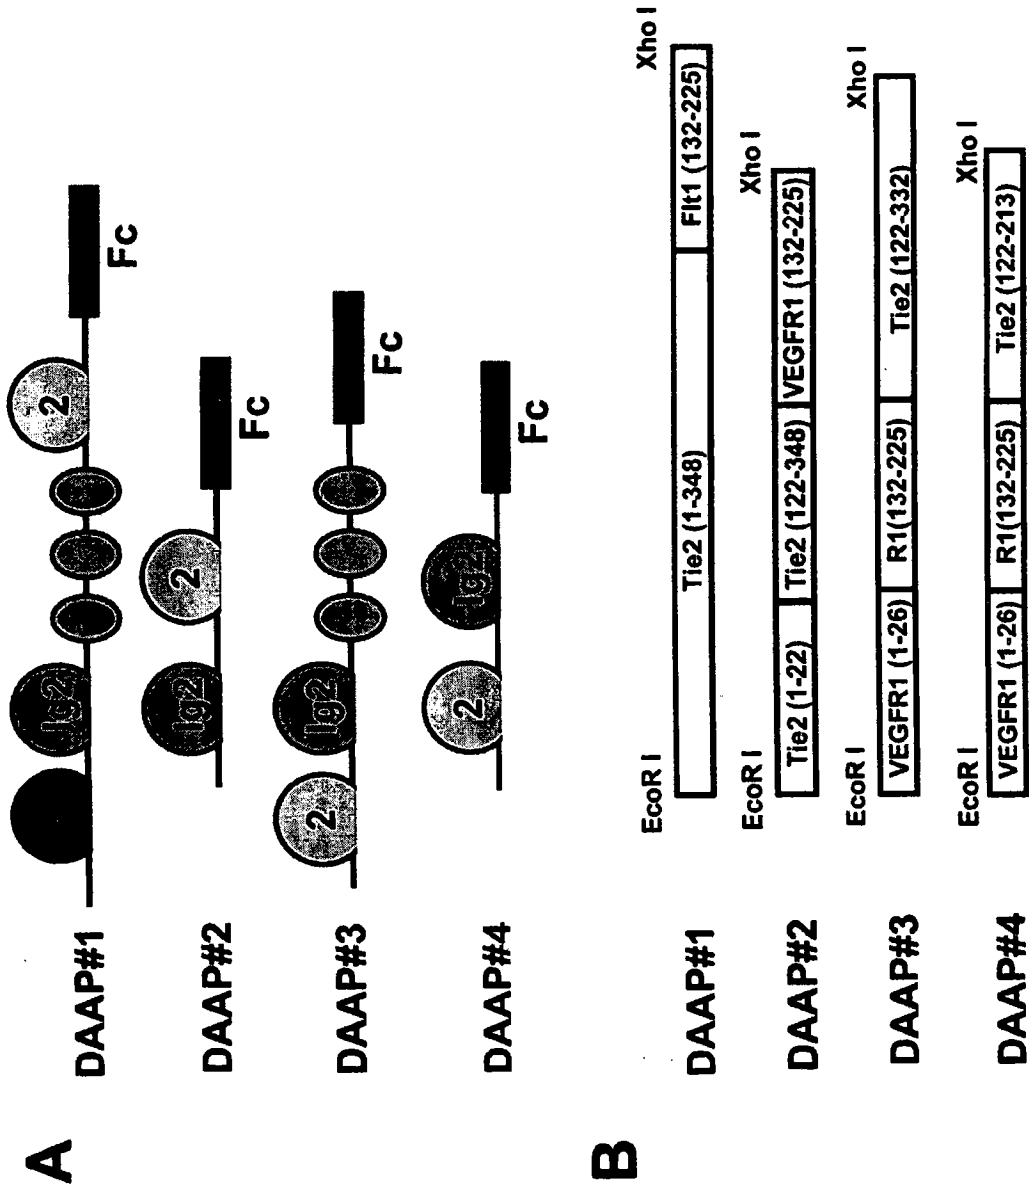 A
DAAP#1
Ig2
2
Fc
DAAP#2
Ig2
2
Fc
DAAP#3
2
Ig2
Fc
DAAP#4
2
Ig2
Fc
B
DAAP#1
EcoR I
Tie2 (1-348)
Flt1 (132-225)
Xho I
DAAP#2
EcoR I
Tie2 (1-22)
Tie2 (122-348)
VEGFR1 (132-225)
Xho I
DAAP#3
EcoR I
VEGFR1 (1-26)
R1(132-225)
Tie2 (122-332)
Xho I
DAAP#4
EcoR I
VEGFR1 (1-26)
R1(132-225)
Tie2 (122-213)
Xho I